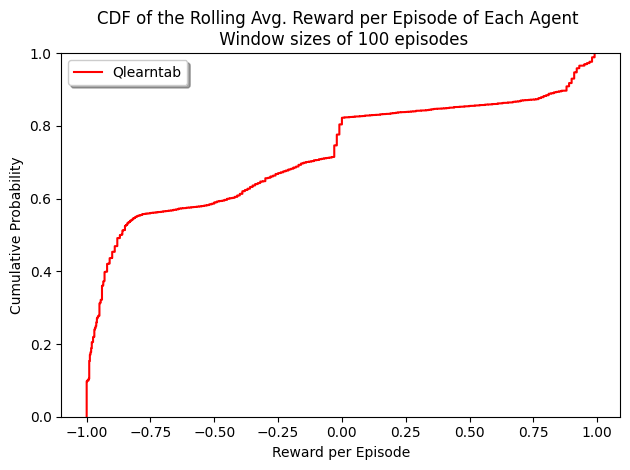 CDF of the Rolling Avg. Reward per Episode of Each Agent
Window sizes of 100 episodes
Qlearntab
1.0
0.8
0.6
0.4
0.2
0.0
Cumulative Probability
−1.00 −0.75 −0.50 −0.25 0.00 0.25 0.50 0.75 1.00
Reward per Episode